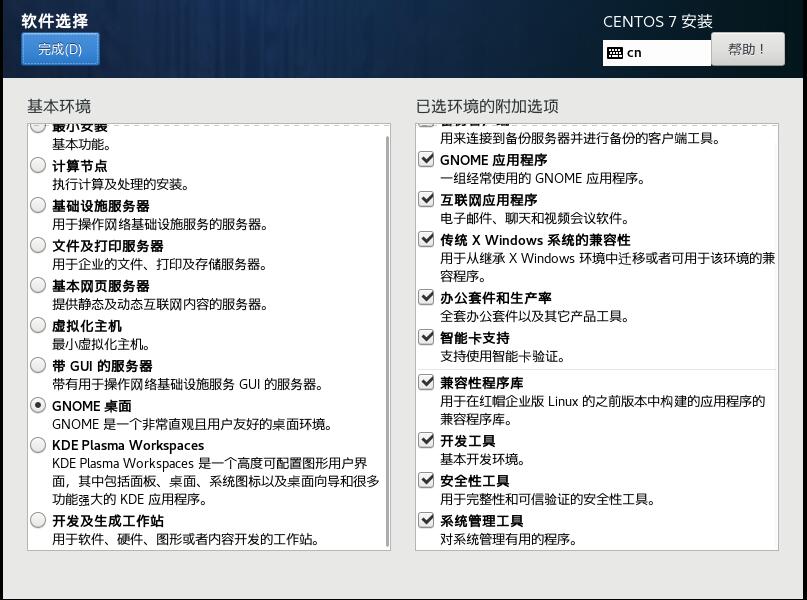 软件选择
CENTOS 7 安装
完成(D)
cn
帮助！
基本环境
最小安装
基本功能。
计算节点
执行计算及处理的安装。
基础设施服务器
用于操作网络基础设施服务的服务器。
文件及打印服务器
用于企业的文件、打印及存储服务器。
基本网页服务器
提供静态及动态互联网内容的服务器。
虚拟化主机
最小虚拟化主机。
带 GUI 的服务器
带有用于操作网络基础设施服务 GUI 的服务器。
GNOME 桌面
GNOME 是一个非常直观且用户友好的桌面环境。
KDE Plasma Workspaces
KDE Plasma Workspaces 是一个高度可配置图形用户界
面，其中包括面板、桌面、系统图标以及桌面向导和很多
功能强大的 KDE 应用程序。
开发及生成工作站
用于软件、硬件、图形或者内容开发的工作站。
已选环境的附加选项
备份客户端
用来连接到备份服务器并进行备份的客户端工具。
GNOME 应用程序
一组经常使用的 GNOME 应用程序。
互联网应用程序
电子邮件、聊天和视频会议软件。
传统 X Windows 系统的兼容性
用于从继承 X Windows 环境中迁移或者可用于该环境的兼
容程序。
办公套件和生产率
全套办公套件以及其它产品工具。
智能卡支持
支持使用智能卡验证。
兼容性程序库
用于在红帽企业版 Linux 的之前版本中构建的应用程序的
兼容程序库。
开发工具
基本开发环境。
安全性工具
用于完整性和可信验证的安全性工具。
系统管理工具
对系统管理有用的程序。